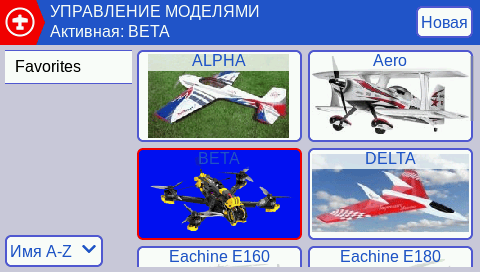 УПРАВЛЕНИЕ МОДЕЛЯМИ
Активная: BETA
Новая
Favorites
ALPHA
Aero
BETA
DELTA
Eachine E160
Eachine E180
Имя A-Z